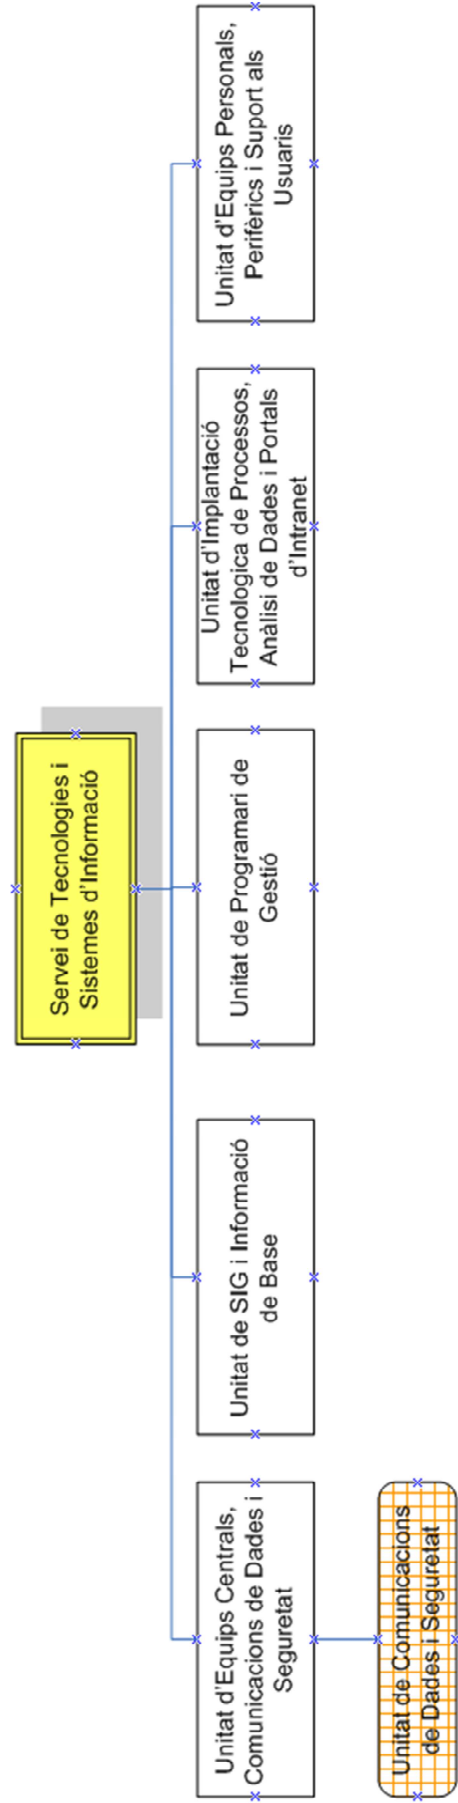 Servei de Tecnologies i
Sistemes d'Informació
Unitat d'Equips Centrals,
Comunicacions de Dades i
Seguretat
Unitat de SIG i Informació
de Base
Unitat de Programari de
Gestió
Unitat d'Implantació
Tecnologica de Processos,
Anàlisi de Dades i Portals
d'Intranet
Unitat d'Equips Personals,
Perifèrics i Suport als
Usuaris
Unitat de Comunicacions
de Dades i Seguretat